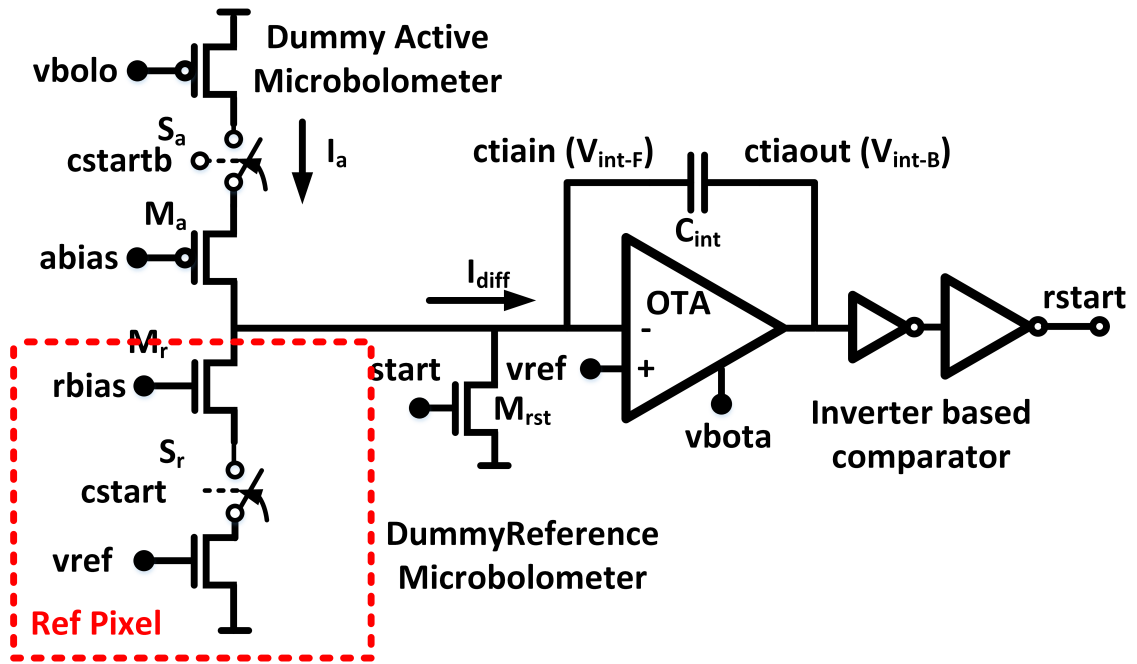 Dummy Active
Microbolometer
vbolo
Sa
cstartb
Ia
ctiain (Vint-F)
ctiaout (Vint-B)
Ma
Cint
abias
Idiff
OTA
rstart
-
Mr
start
vref
+
rbias
Mrst
vbota
Inverter based
comparator
Sr
cstart
DummyReference
Microbolometer
vref
Ref Pixel